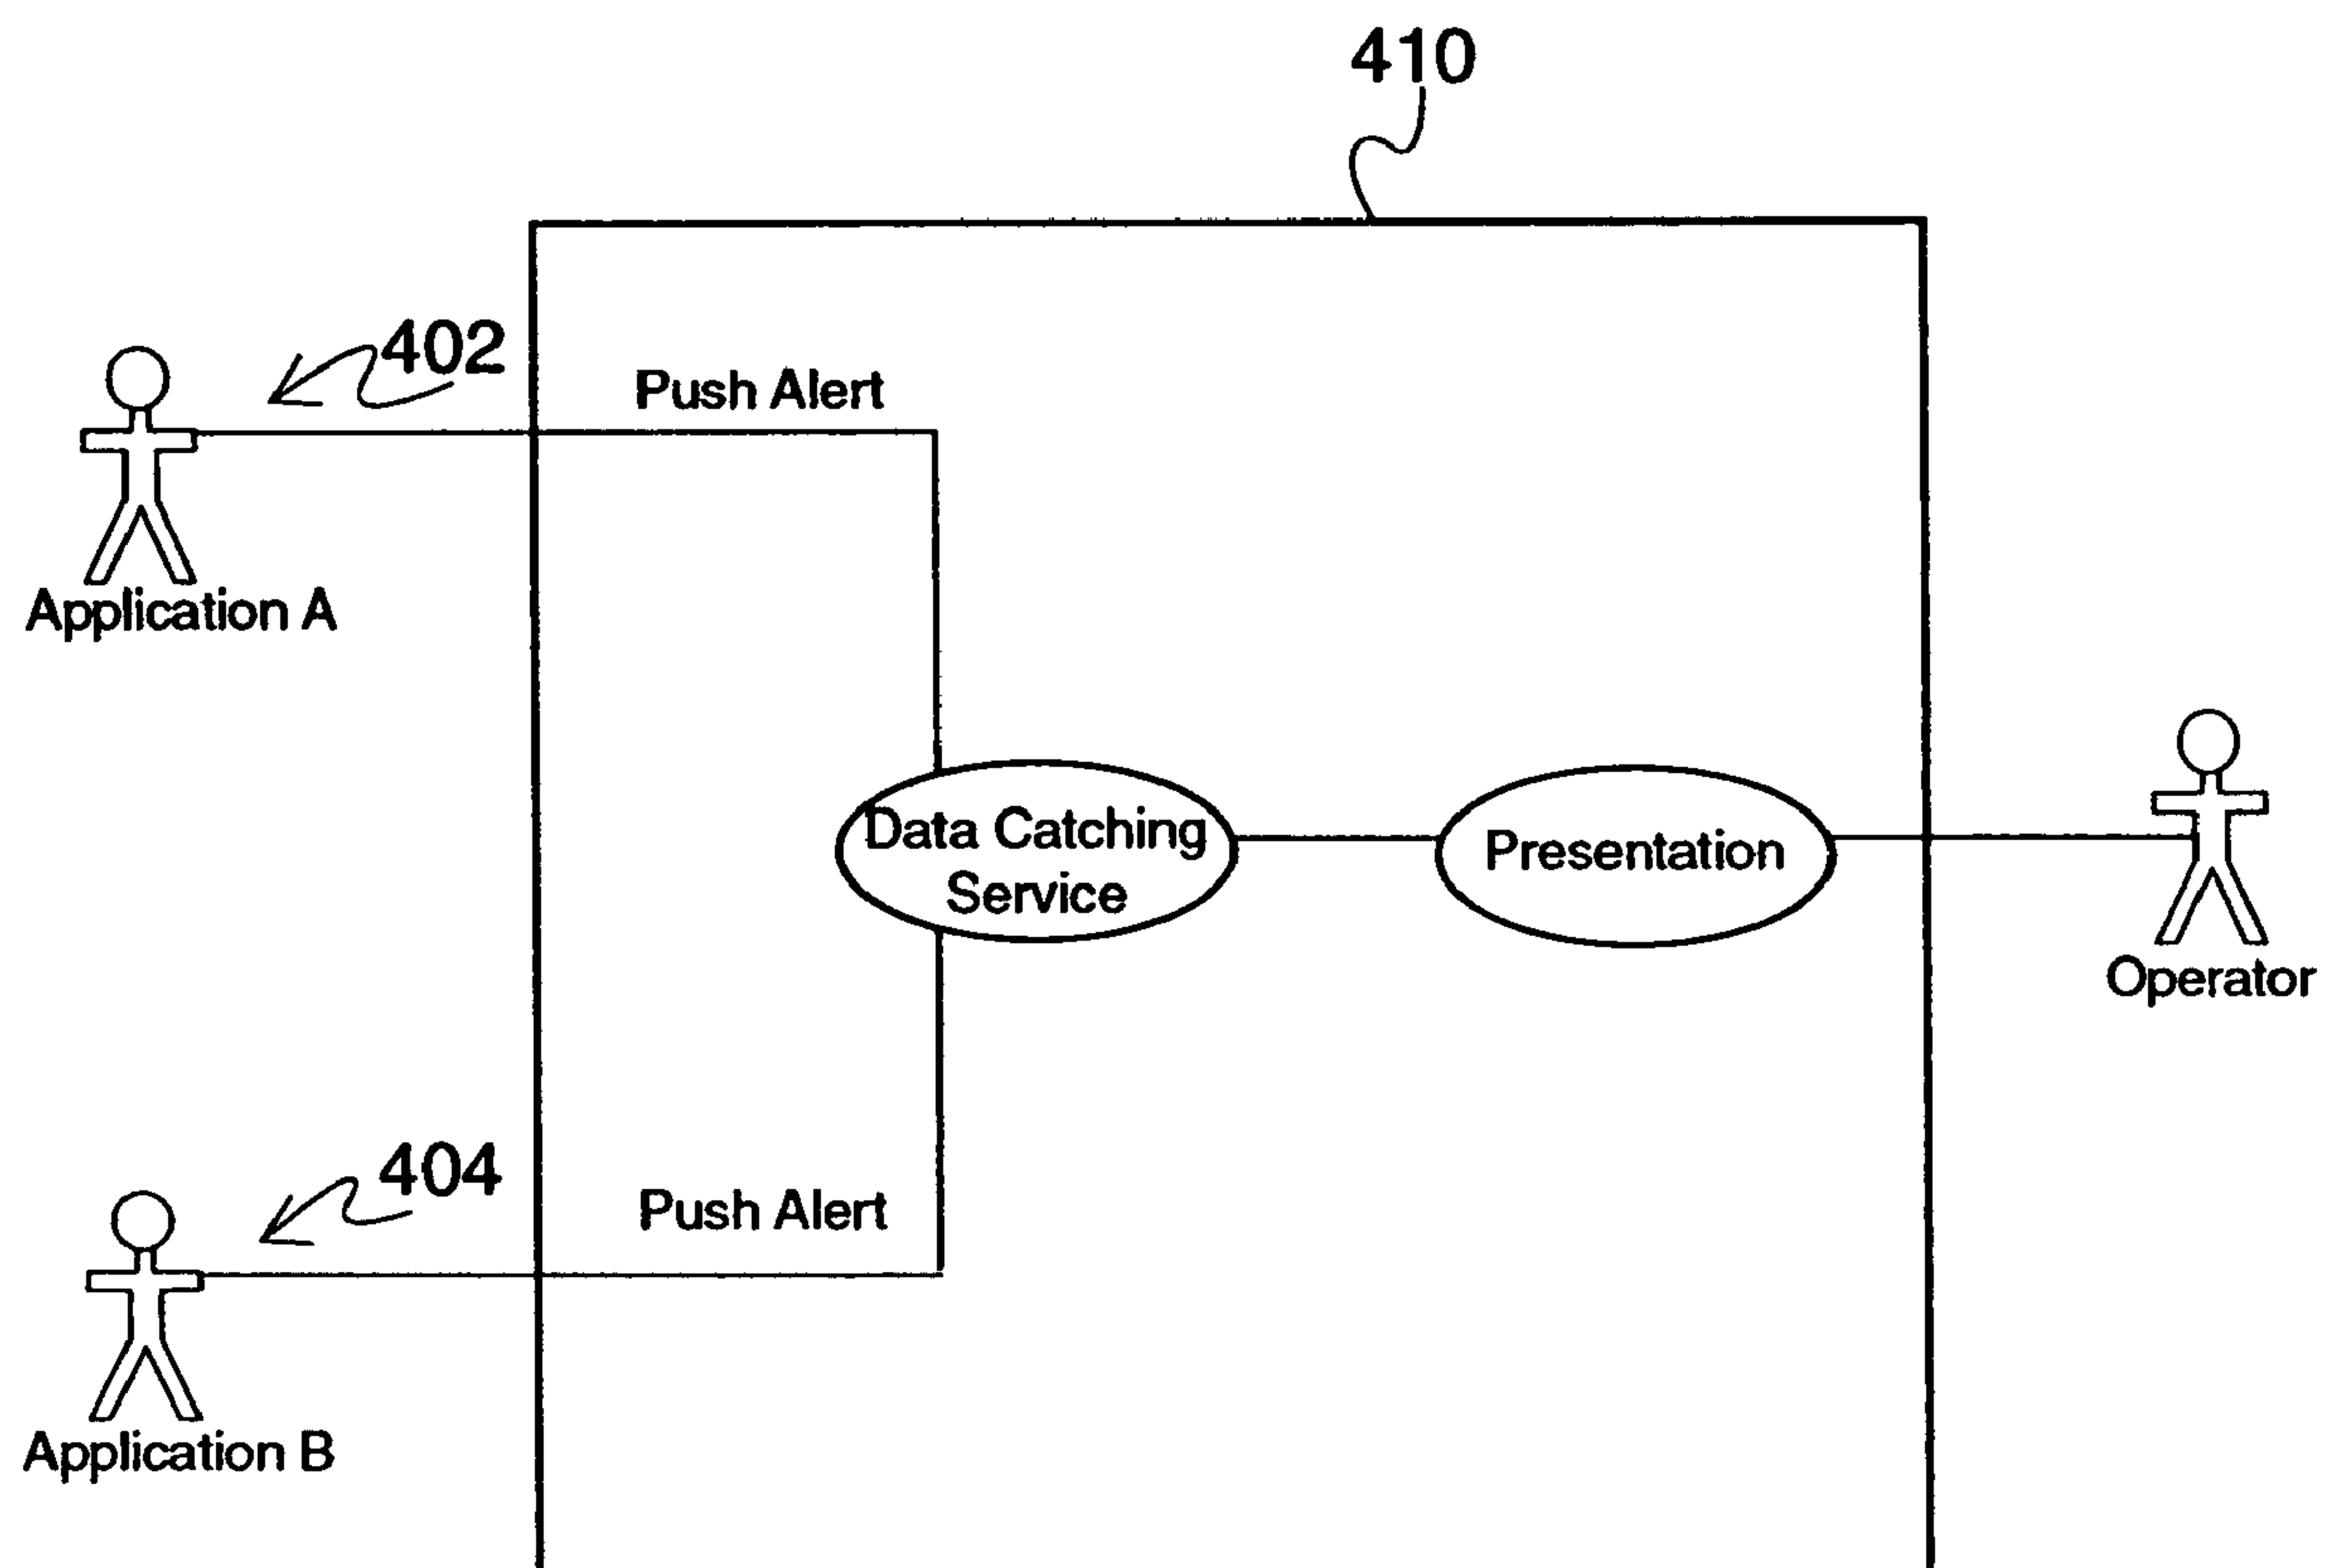 410
402
Push Alert
Application A
Data Catching
Service
Presentation
Operator
404
Push Alert
Application B